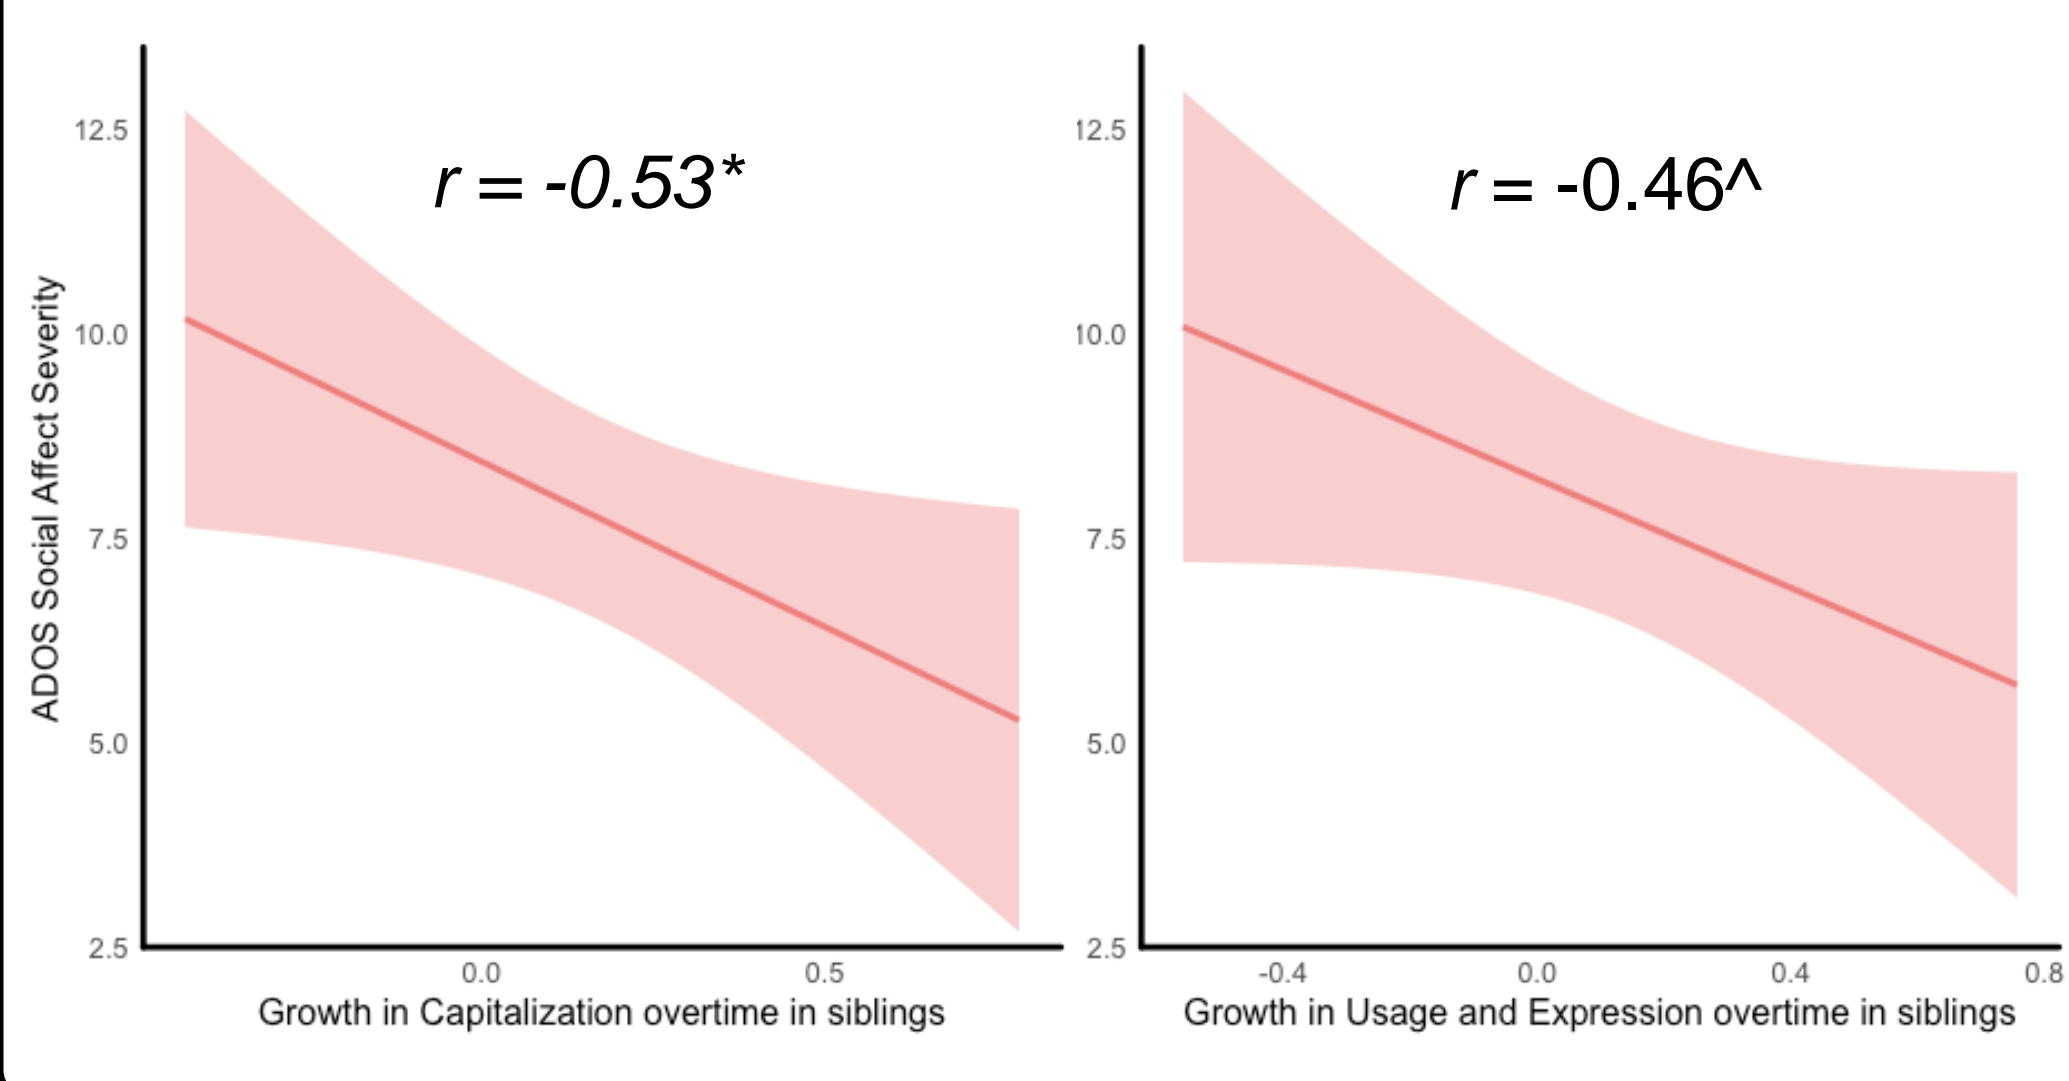 ADOS Social Affect Severity
12.5
10.0
7.5
5.0
2.5
r = -0.53*
0.0 0.5
Growth in Capitalization overtime in siblings
12.5
10.0
7.5
5.0
2.5
r = -0.46^
-0.4 0.0 0.4 0.8
Growth in Usage and Expression overtime in siblings